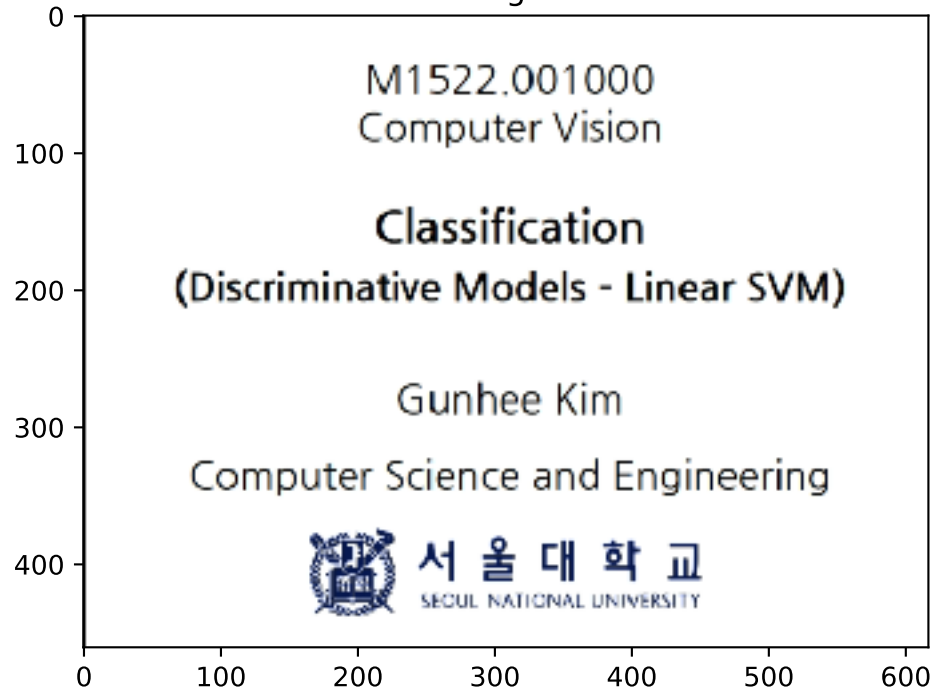 0
100
200
300
400
M1522.001000
Computer Vision
Classification
(Discriminative Models - Linear SVM)
Gunhee Kim
Computer Science and Engineering
서울대학교
SEOUL NATIONAL UNIVERSITY
0 100 200 300 400 500 600